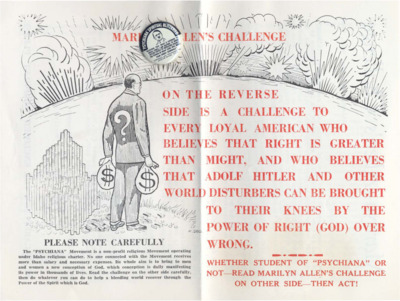 MARI LLEN'S CHALLENGE
ON THE REVERSE
SIDE IS A CHALLENGE TO
EVERY LOYAL AMERICAN WHO
BELIEVES THAT RIGHT IS GREATER
THAN MIGHT, AND WHO BELIEVES
THAT ADOLF HITLER AND OTHER
WORLD DISTURBERS CAN BE BROUGHT
TO THEIR KNEES BY THE
POWER OF RIGHT (GOD) OVER
WRONG.
WHETHER STUDENT OF "PSYCHIANA" OR
NOT—READ MARILYN ALLEN'S CHALLENGE
ON OTHER SIDE—THEN ACT!
?
$ $
PLEASE NOTE CAREFULLY
The "PSYCHIANA" Movement is a non-profit religious Movement operating
under Idaho religious charter. No one connected with the Movement receives
more than salary and necessary expenses. Its whole aim is to bring to men
and women a new conception of God, which conception is daily manifesting
its power in thousands of lives. Read the challenge on the other side carefully;
then do whatever you can do to help a bleeding world recover through the
Power of the Spirit which is God.